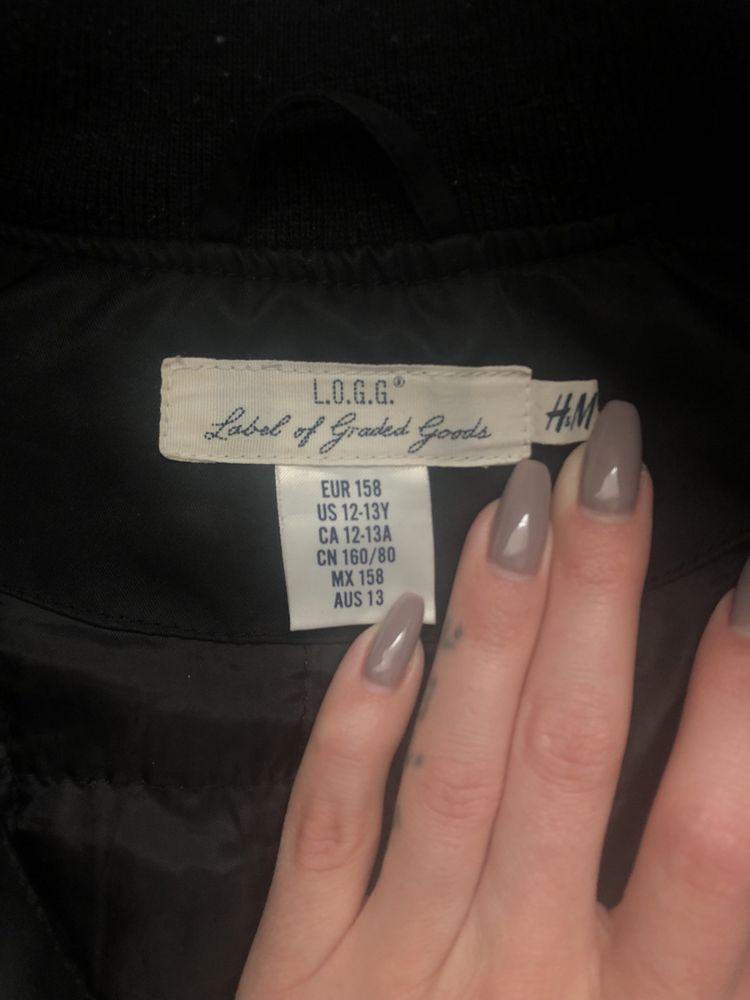 L.O.G.G.®
Label of Graded Goods
H&M
EUR 158
US 12-13Y
CA 12-13A
CN 160/80
MX 158
AUS 13